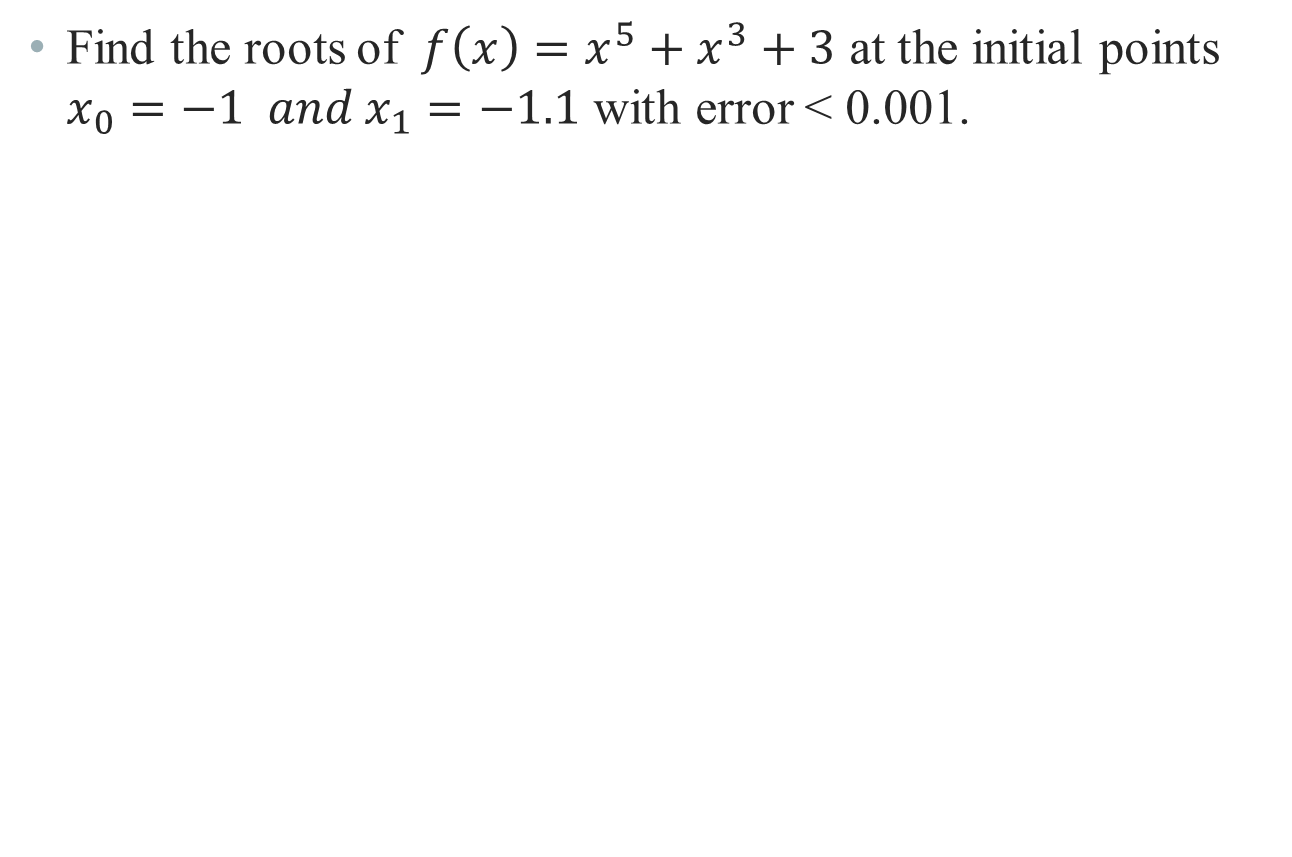 • Find the roots of f(x) = x⁵ + x³ + 3 at the initial points
x₀ = −1 and x₁ = −1.1 with error < 0.001.